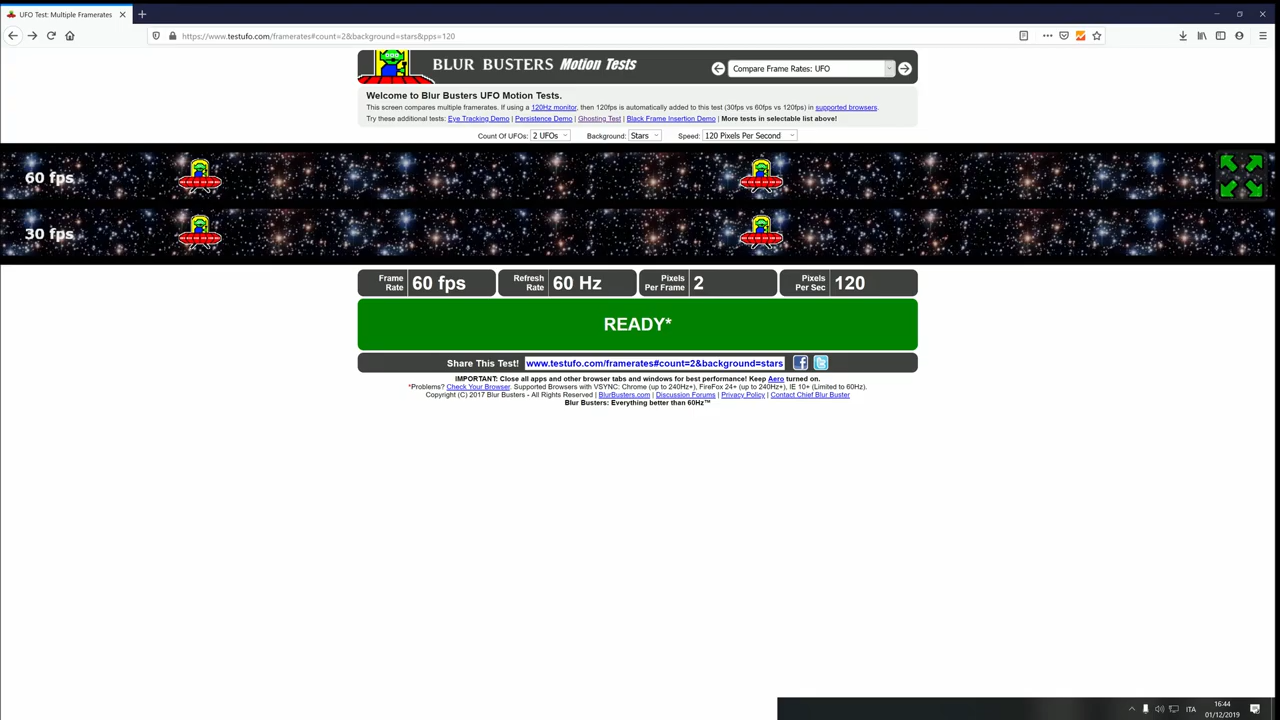 UFO Test: Multiple Framerates
https://www.testufo.com/framerates#count=2&background=stars&pps=120
BLUR BUSTERS Motion Tests
Compare Frame Rates: UFO
Welcome to Blur Busters UFO Motion Tests.
This screen compares multiple framerates. If using a 120Hz monitor, then 120fps is automatically added to this test (30fps vs 60fps vs 120fps) in supported browsers.
Try these additional tests: Eye Tracking Demo | Persistence Demo | Ghosting Test | Black Frame Insertion Demo | More tests in selectable list above!
Count Of UFOs: 2 UFOs Background: Stars Speed: 120 Pixels Per Second
60 fps
30 fps
Frame Rate 60 fps Refresh Rate 60 Hz Pixels Per Frame 2 Pixels Per Sec 120
READY*
Share This Test! www.testufo.com/framerates#count=2&background=stars
IMPORTANT: Close all apps and other browser tabs and windows for best performance! Keep Aero turned on.
*Problems? Check Your Browser. Supported Browsers with VSYNC: Chrome (up to 240Hz+), FireFox 24+ (up to 240Hz+), IE 10+ (Limited to 60Hz).
Copyright (C) 2017 Blur Busters - All Rights Reserved | BlurBusters.com | Discussion Forums | Privacy Policy | Contact Chief Blur Buster
Blur Busters: Everything better than 60Hz™
ITA
16:44
01/12/2019